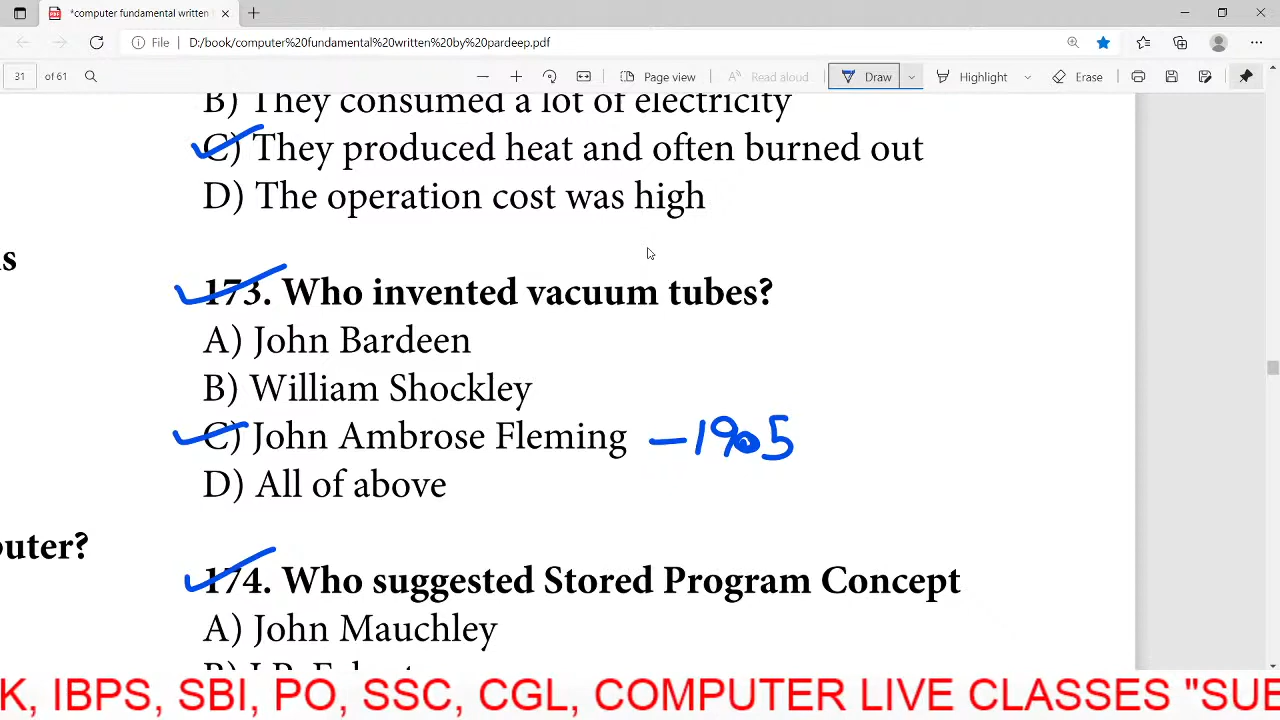 *computer fundamental written
File D:/book/computer%20fundamental%20written%20by%20pardeep.pdf
31 of 61 Page view Read aloud Draw Highlight Erase
B) They consumed a lot of electricity
C) They produced heat and often burned out
D) The operation cost was high
173. Who invented vacuum tubes?
A) John Bardeen
B) William Shockley
C) John Ambrose Fleming – 1905
D) All of above
puter?
174. Who suggested Stored Program Concept
A) John Mauchley
K, IBPS, SBI, PO, SSC, CGL, COMPUTER LIVE CLASSES "SUB